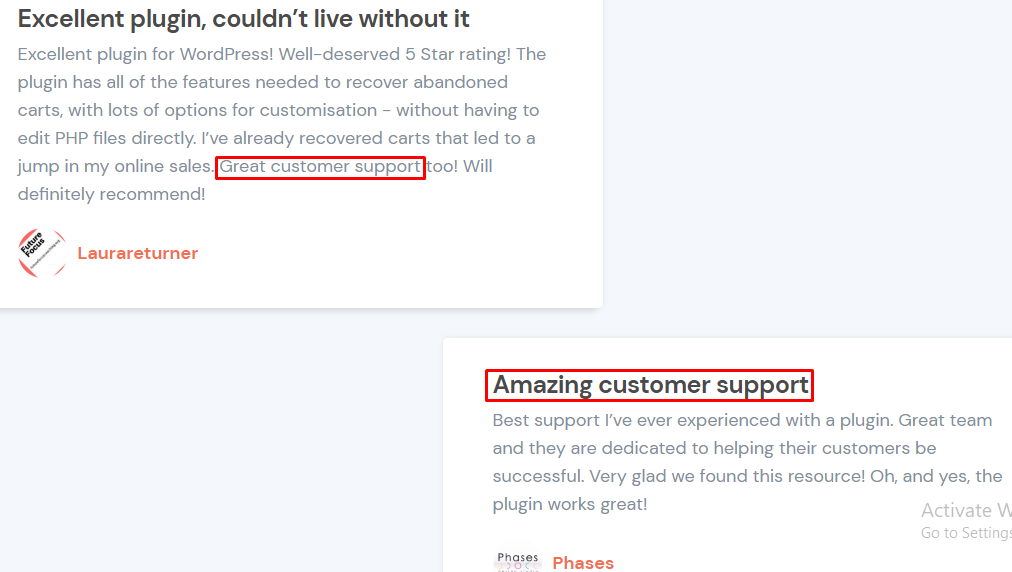 Excellent plugin, couldn’t live without it
Excellent plugin for WordPress! Well-deserved 5 Star rating! The
plugin has all of the features needed to recover abandoned
carts, with lots of options for customisation - without having to
edit PHP files directly. I’ve already recovered carts that led to a
jump in my online sales. Great customer support too! Will
definitely recommend!
Future
Focus
Laurareturner
Amazing customer support
Best support I’ve ever experienced with a plugin. Great team
and they are dedicated to helping their customers be
successful. Very glad we found this resource! Oh, and yes, the
plugin works great!
Activate W
Go to Settings
Phases
Phases